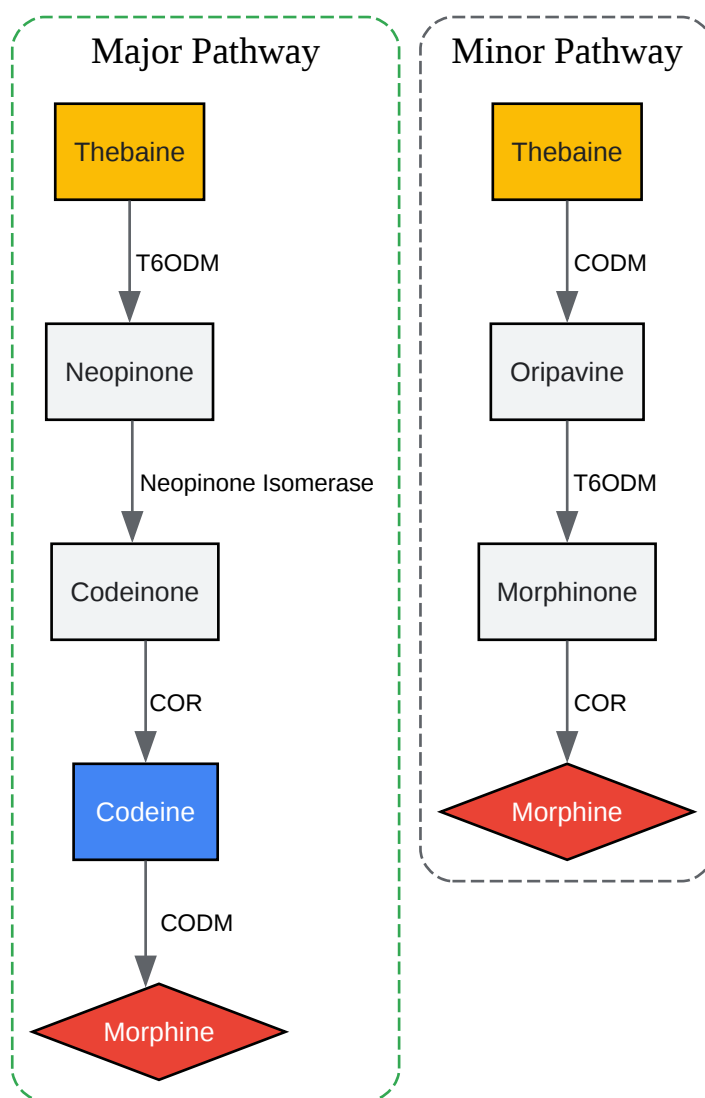 Major Pathway
Thebaine
T6ODM
Neopinone
Neopinone Isomerase
Codeinone
COR
Codeine
CODM
Morphine
Minor Pathway
Thebaine
CODM
Oripavine
T6ODM
Morphinone
COR
Morphine